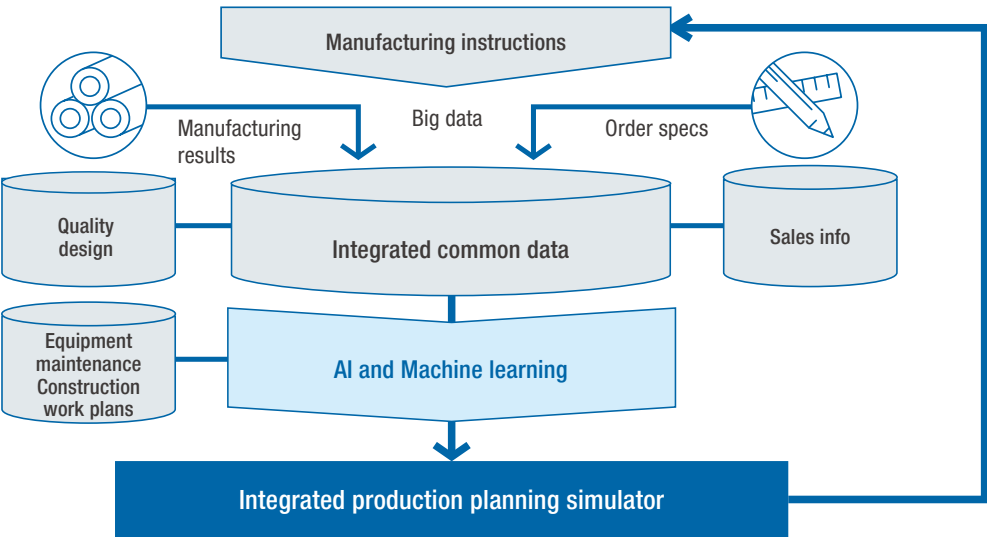 Manufacturing instructions
Manufacturing
results
Big data
Order specs
Quality
design
Integrated common data
Sales info
Equipment
maintenance
Construction
work plans
AI and Machine learning
Integrated production planning simulator